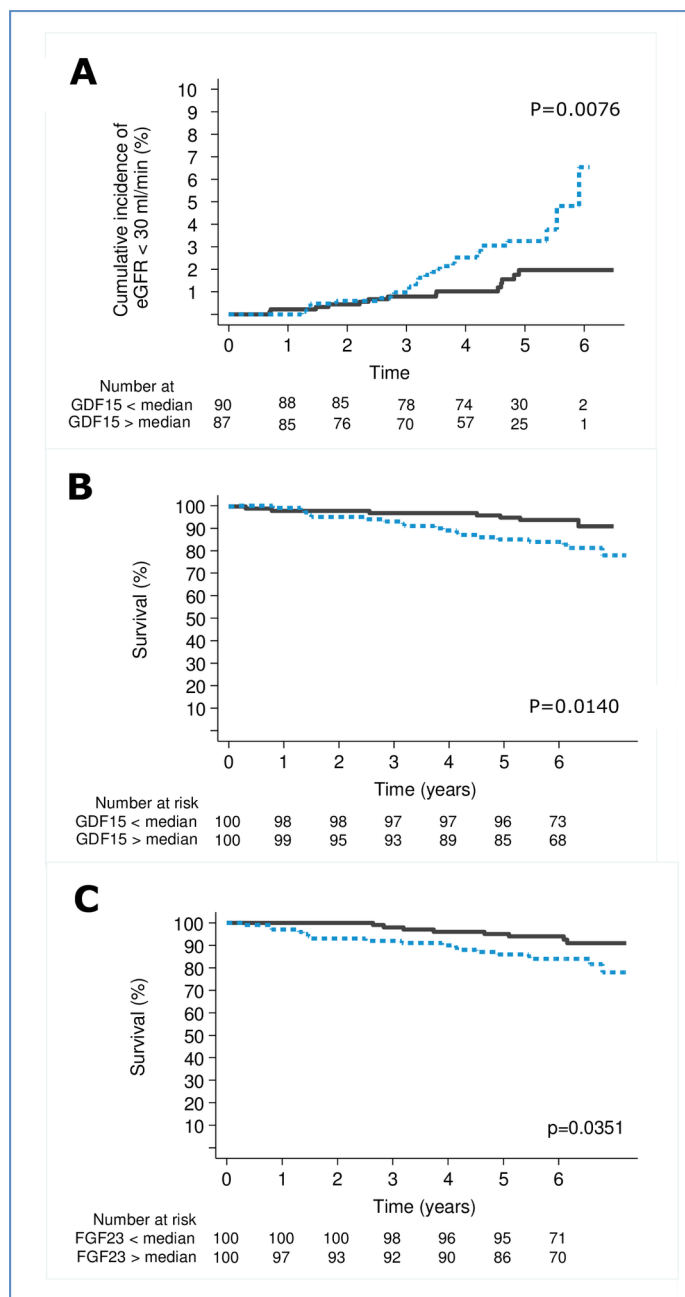 A
Cumulative incidence of
eGFR < 30 ml/min (%)
10
9
8
7
6
5
4
3
2
1
P=0.0076
0 1 2 3 4 5 6
Time
Number at
GDF15 < median 90 88 85 78 74 30 2
GDF15 > median 87 85 76 70 57 25 1
B
Survival (%)
100
90
80
70
60
50
40
30
20
10
P=0.0140
0 1 2 3 4 5 6
Time (years)
Number at risk
GDF15 < median 100 98 98 97 97 96 73
GDF15 > median 100 99 95 93 89 85 68
C
Survival (%)
100
90
80
70
60
50
40
30
20
10
p=0.0351
0 1 2 3 4 5 6
Time (years)
Number at risk
FGF23 < median 100 100 100 98 96 95 71
FGF23 > median 100 97 93 92 90 86 70